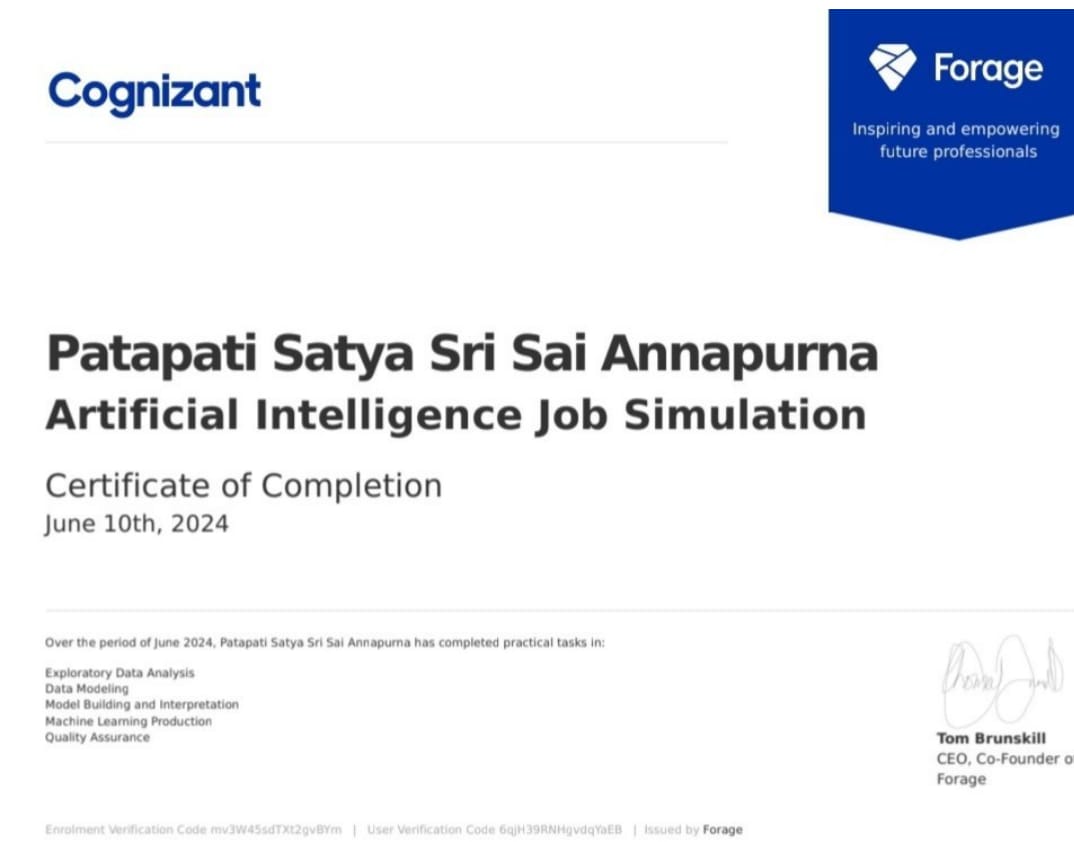 Cognizant
Forage
Inspiring and empowering
future professionals
Patapati Satya Sri Sai Annapurna
Artificial Intelligence Job Simulation
Certificate of Completion
June 10th, 2024
Over the period of June 2024, Patapati Satya Sri Sai Annapurna has completed practical tasks in:
Exploratory Data Analysis
Data Modeling
Model Building and Interpretation
Machine Learning Production
Quality Assurance
Tom Brunskill
CEO, Co-Founder of
Forage
Enrolment Verification Code mv3W45sdTXt2gvBYm | User Verification Code 6qjH39RNHgvdqYaEB | Issued by Forage